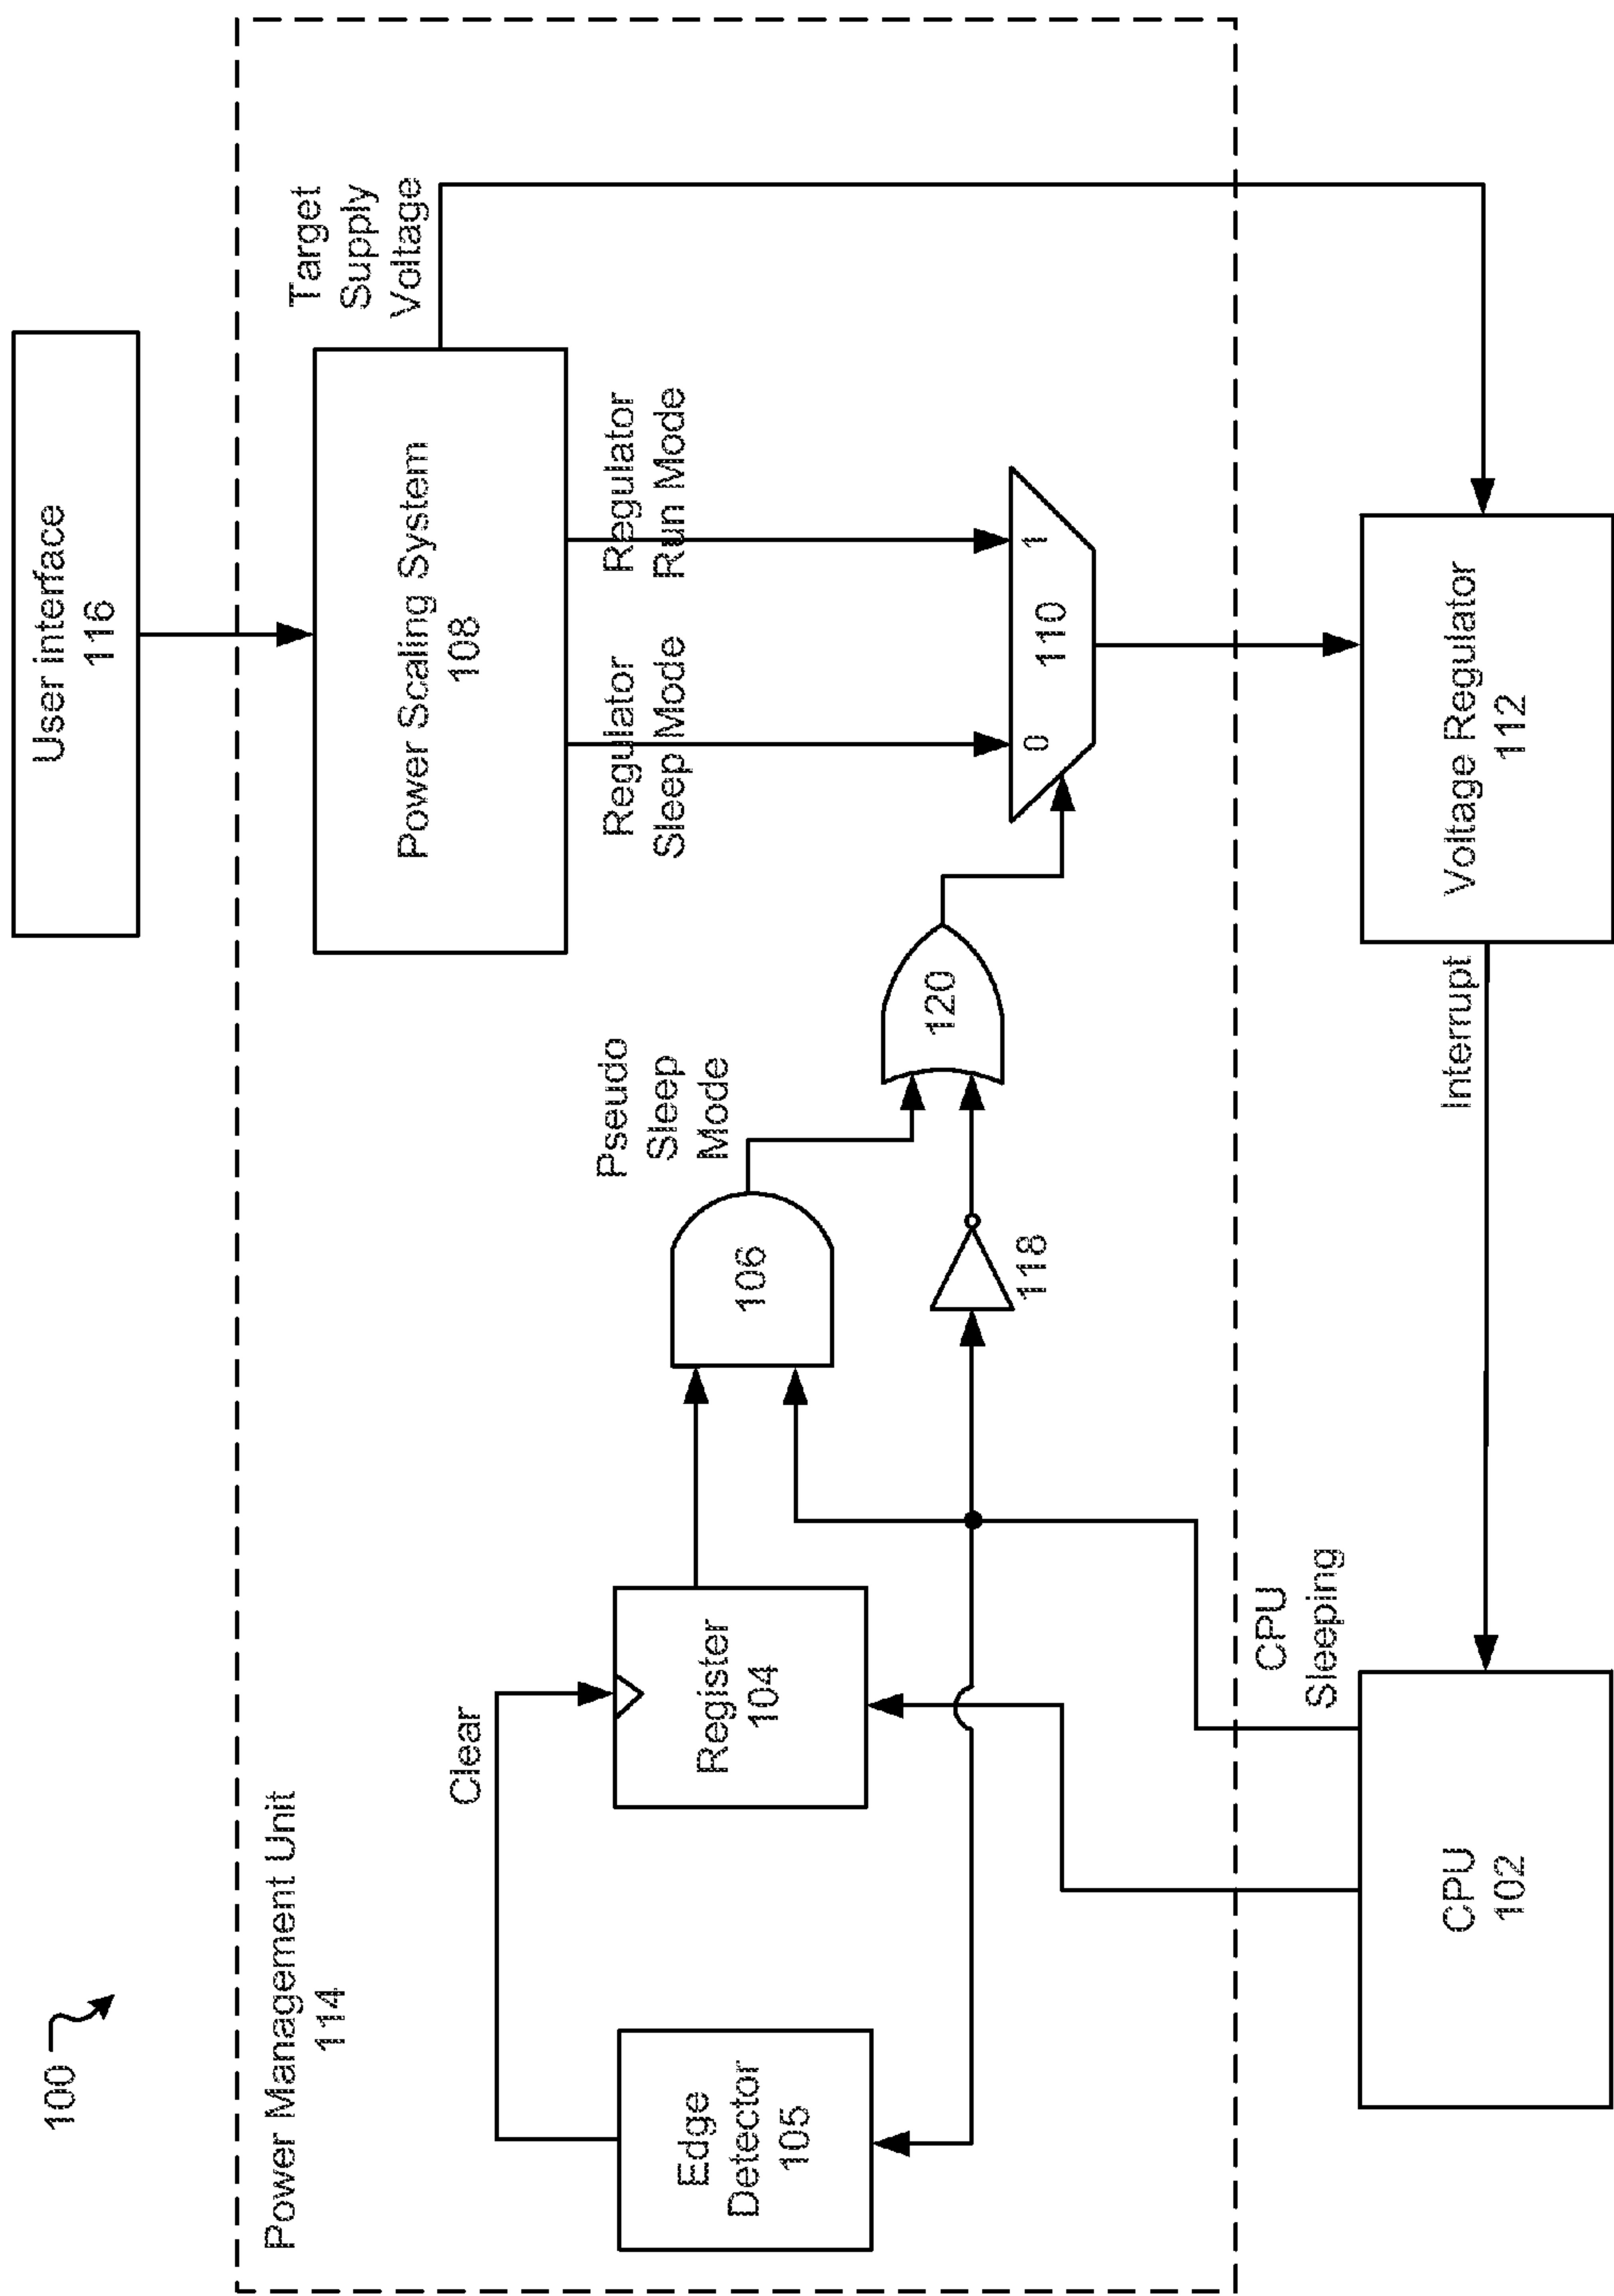 100
User interface
116
Power Management Unit
114
Target
Supply
Voltage
Power Scaling System
108
Clear
Edge
Detector
105
Register
104
Pseudo
Sleep
Mode
106
118
120
Regulator
Sleep Mode
Regulator
Run Mode
0
110
1
CPU
Sleeping
CPU
102
Interrupt
Voltage Regulator
112